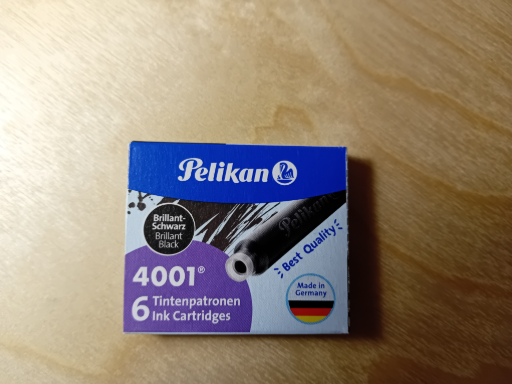 Pelikan
Brillant-
Schwarz
Brillant
Black
Pelikan
Best Quality
4001®
6 Tintenpatronen
Ink Cartridges
Made in
Germany